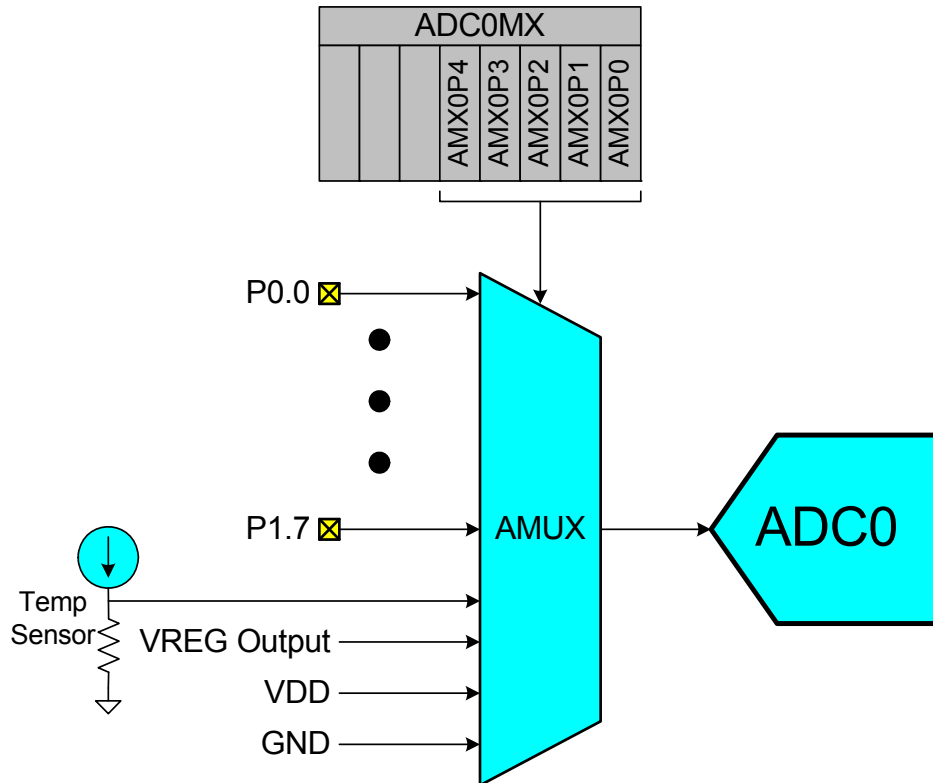 ADC0MX
AMX0P4
AMX0P3
AMX0P2
AMX0P1
AMX0P0
P0.0
P1.7
AMUX
ADC0
Temp
Sensor
VREG Output
VDD
GND